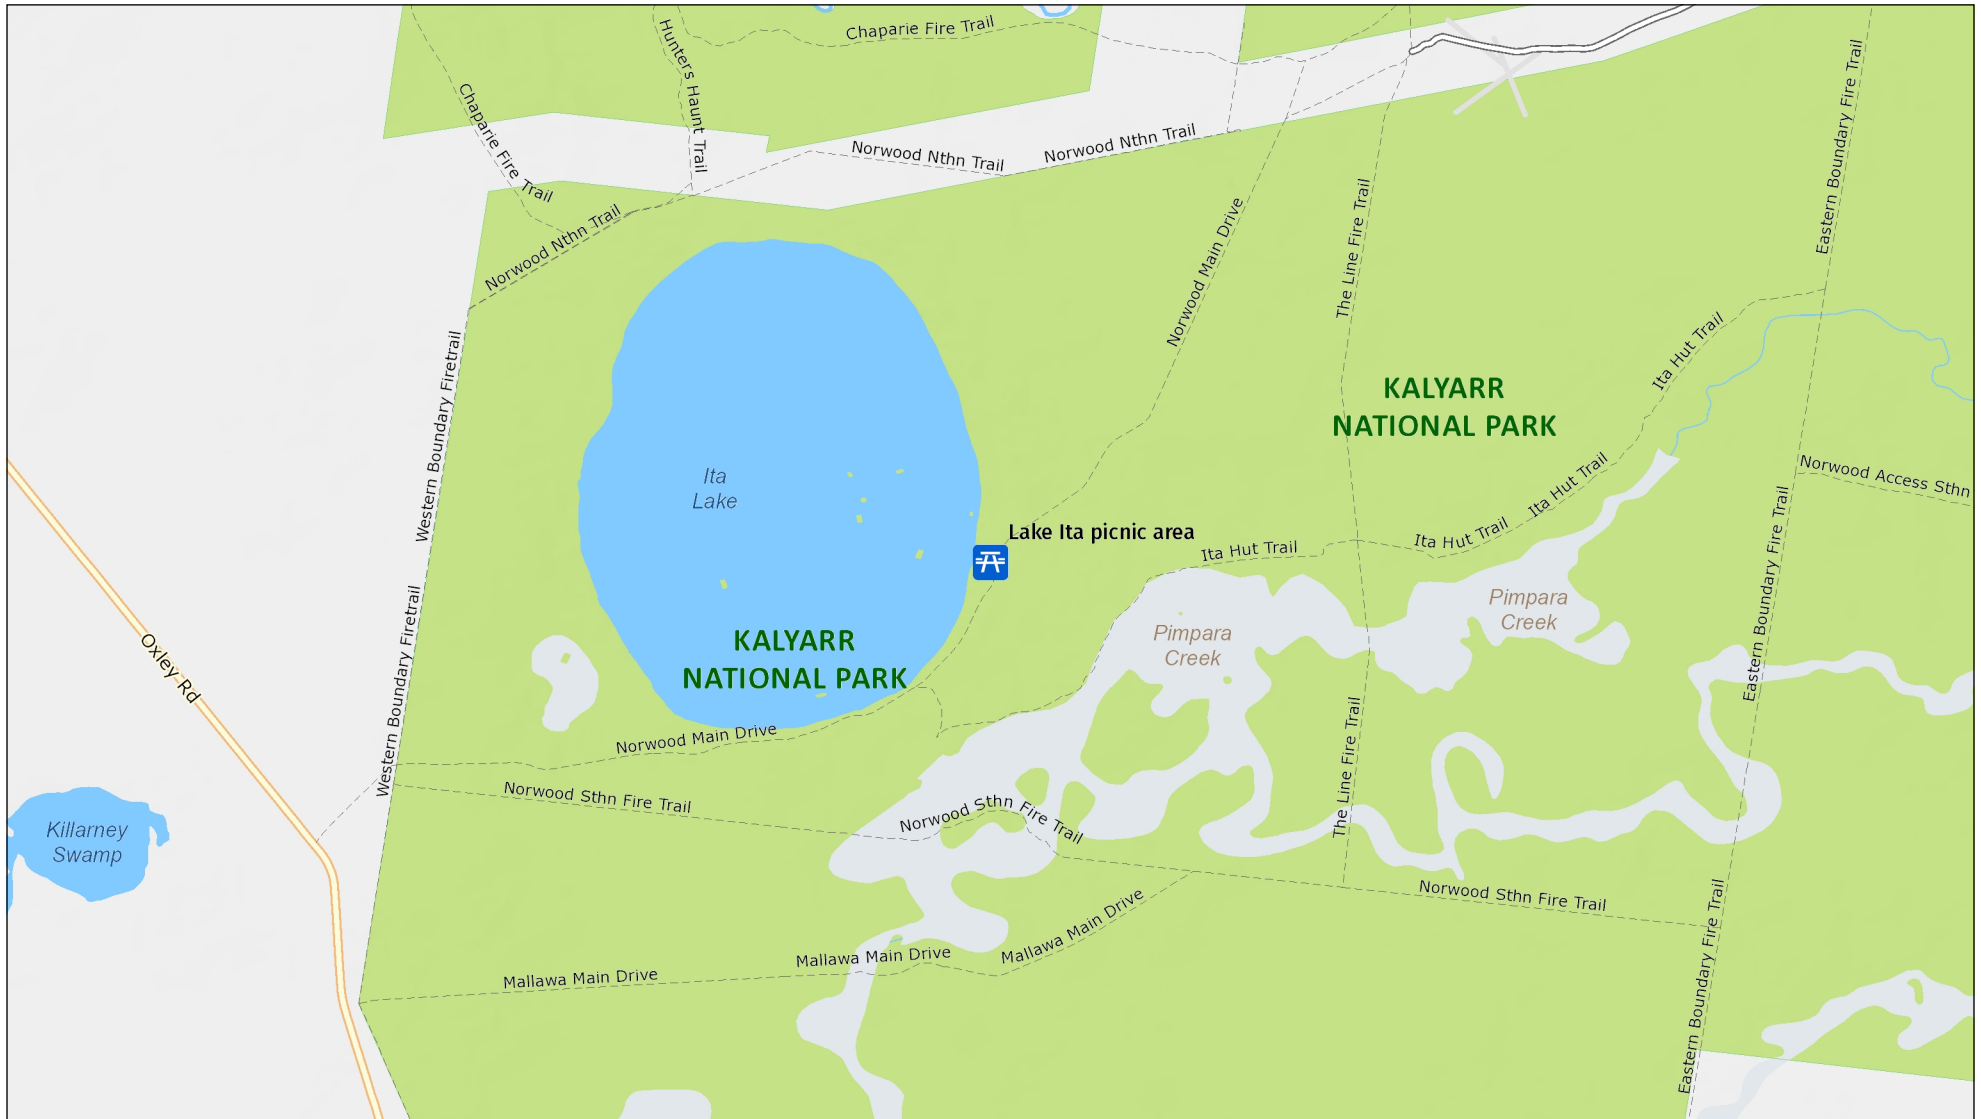 Chaparie Fire Trail
Hunters Haunt Trail
Eastern Boundary Fire Trail
Chaparie Fire Trail
Norwood Nthn Trail
Norwood Nthn Trail
Norwood Nthn Trail
Norwood Main Drive
The Line Fire Trail
Ita Hut Trail
Western Boundary Firetrail
KALYARR
NATIONAL PARK
Ita
Lake
Norwood Access Sthn
Ita Hut Trail
Lake Ita picnic area
Ita Hut Trail
Ita Hut Trail
Eastern Boundary Fire Trail
Pimpara
Creek
Pimpara
Creek
Oxley Rd
Western Boundary Firetrail
KALYARR
NATIONAL PARK
Norwood Main Drive
The Line Fire Trail
Norwood Sthn Fire Trail
Norwood Sthn Fire Trail
Killarney
Swamp
Norwood Sthn Fire Trail
Mallawa Main Drive
Mallawa Main Drive
Mallawa Main Drive
Eastern Boundary Fire Trail